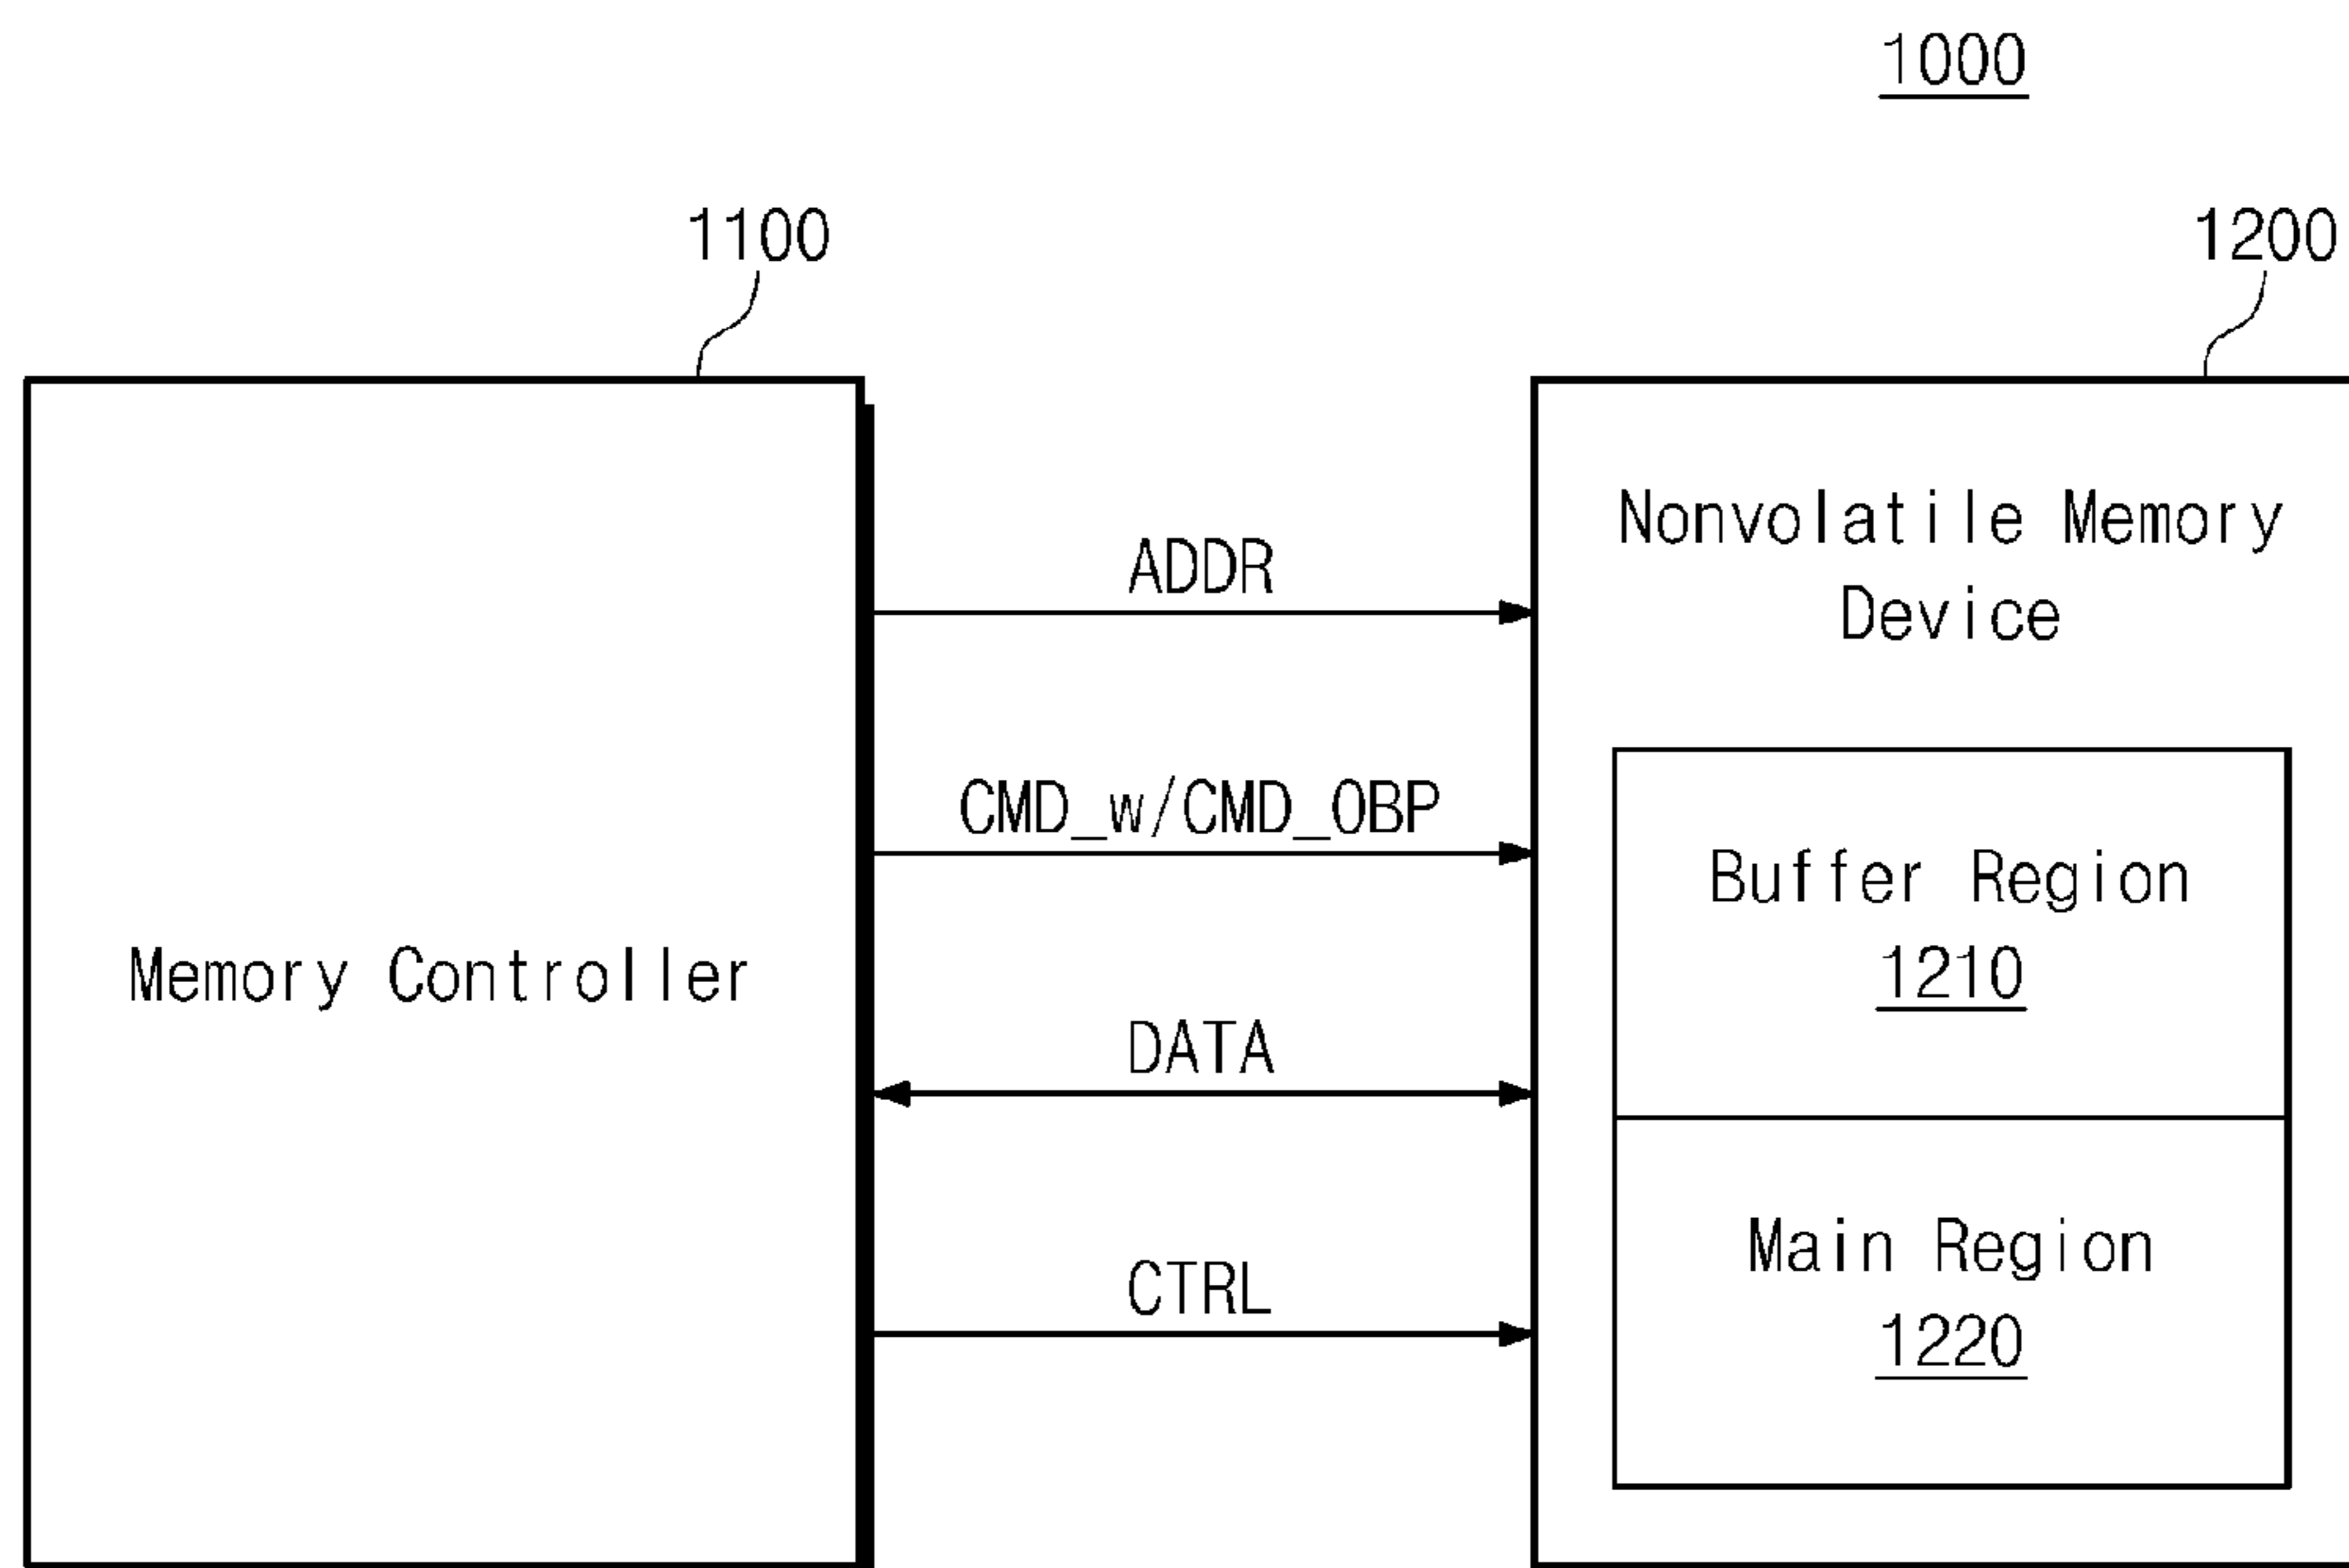 1000
1100
1200
Nonvolatile Memory
Device
ADDR
CMD_w/CMD_OBP
Buffer Region
1210
Memory Controller
DATA
Main Region
CTRL
1220